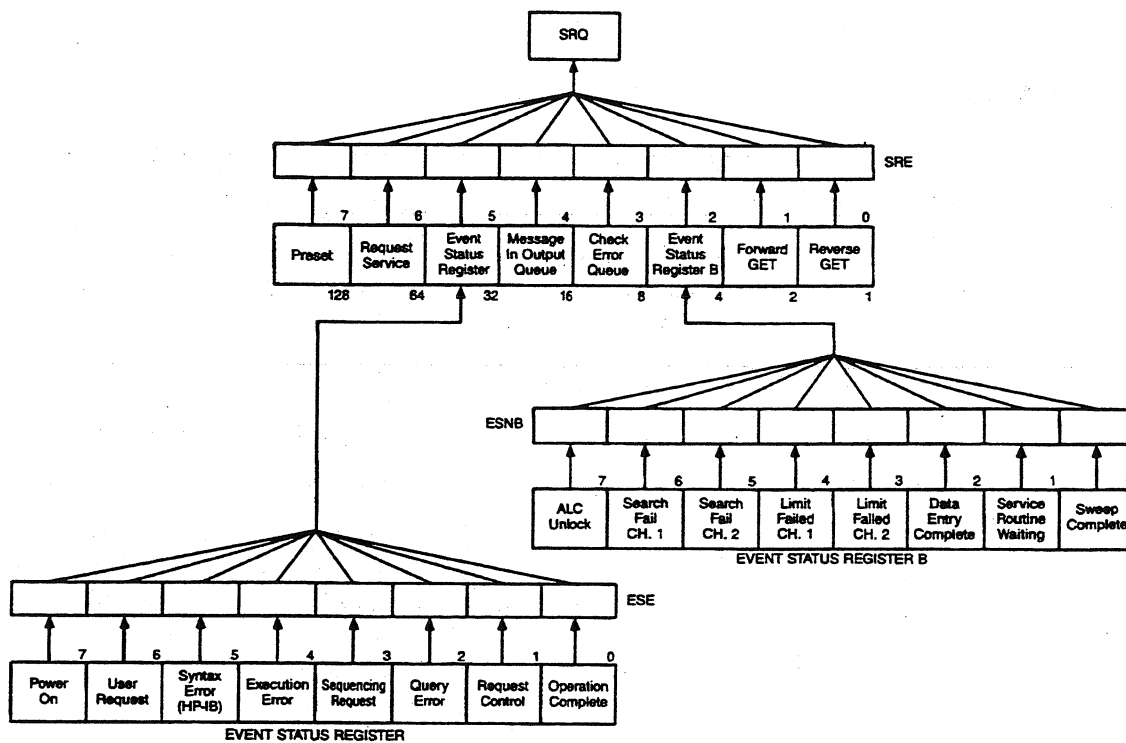 SRQ
SRE
7 6 5 4 3 2 1 0
Preset
Request
Service
Event
Status
Register
Message
In Output
Queue
Check
Error
Queue
Event
Status
Register B
Forward
GET
Reverse
GET
128 64 32 16 8 4 2 1
ESNB
7 6 5 4 3 2 1
ALC
Unlock
Search
Fail
CH. 1
Search
Fail
CH. 2
Limit
Failed
CH. 1
Limit
Failed
CH. 2
Data
Entry
Complete
Service
Routine
Waiting
Sweep
Complete
EVENT STATUS REGISTER B
ESE
7 6 5 4 3 2 1 0
Power
On
User
Request
Syntax
Error
(HP-IB)
Execution
Error
Sequencing
Request
Query
Error
Request
Control
Operation
Complete
EVENT STATUS REGISTER